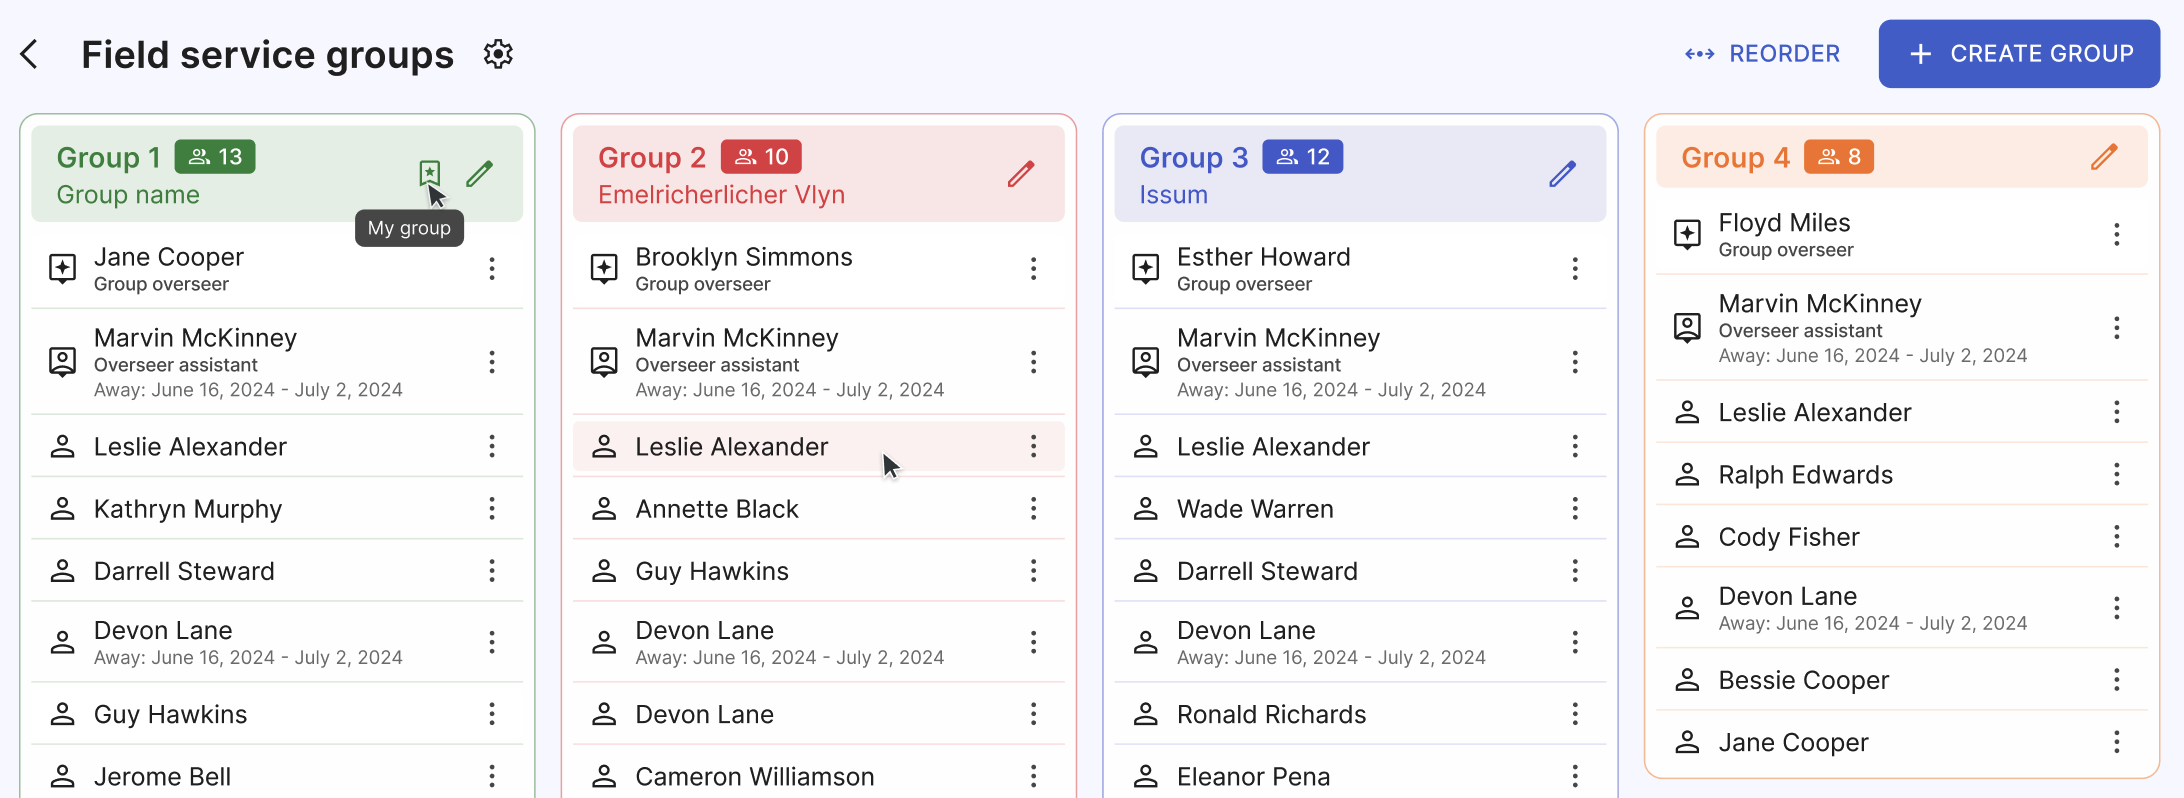 Field service groups
REORDER
CREATE GROUP
Group 1 13
Group name
My group
Jane Cooper
Group overseer
Marvin McKinney
Overseer assistant
Away: June 16, 2024 - July 2, 2024
Leslie Alexander
Kathryn Murphy
Darrell Steward
Devon Lane
Away: June 16, 2024 - July 2, 2024
Guy Hawkins
Jerome Bell
Group 2 10
Emelricherlicher Vlyn
Brooklyn Simmons
Group overseer
Marvin McKinney
Overseer assistant
Away: June 16, 2024 - July 2, 2024
Leslie Alexander
Annette Black
Guy Hawkins
Devon Lane
Away: June 16, 2024 - July 2, 2024
Devon Lane
Cameron Williamson
Group 3 12
Issum
Esther Howard
Group overseer
Marvin McKinney
Overseer assistant
Away: June 16, 2024 - July 2, 2024
Leslie Alexander
Wade Warren
Darrell Steward
Devon Lane
Away: June 16, 2024 - July 2, 2024
Ronald Richards
Eleanor Pena
Group 4 8
Floyd Miles
Group overseer
Marvin McKinney
Overseer assistant
Away: June 16, 2024 - July 2, 2024
Leslie Alexander
Ralph Edwards
Cody Fisher
Devon Lane
Away: June 16, 2024 - July 2, 2024
Bessie Cooper
Jane Cooper